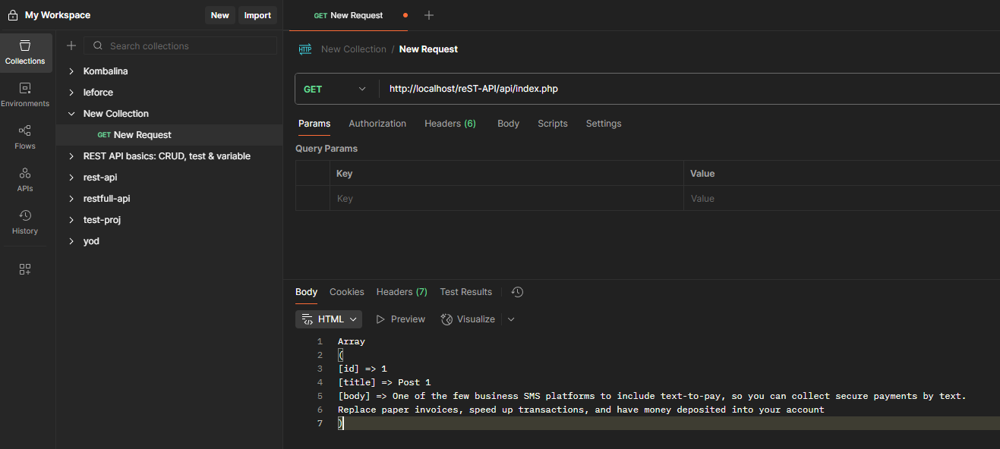 My Workspace
New
Import
GET New Request
Collections
Environments
Flows
APIs
History
Search collections
Kombalina
leforce
New Collection
GET New Request
REST API basics: CRUD, test & variable
rest-api
restfull-api
test-proj
yod
HTTP New Collection / New Request
GET http://localhost/reST-API/api/index.php
Params Authorization Headers (6) Body Scripts Settings
Query Params
Key Value
Key Value
Body Cookies Headers (7) Test Results
HTML Preview Visualize
1 Array
2 (
3 [id] => 1
4 [title] => Post 1
5 [body] => One of the few business SMS platforms to include text-to-pay, so you can collect secure payments by text.
6 Replace paper invoices, speed up transactions, and have money deposited into your account
7 )